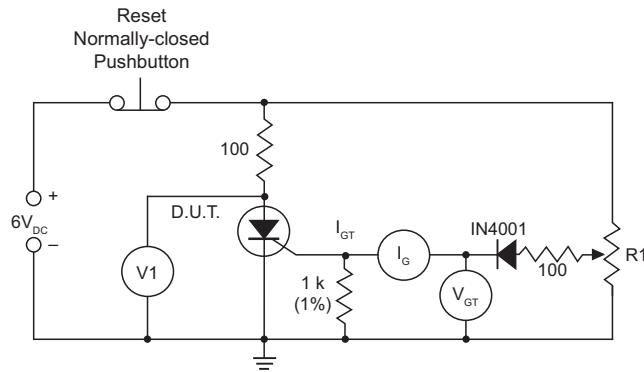 Reset
Normally-closed
Pushbutton
100
+
6V_DC
–
D.U.T.
V1
I_GT
1 k
(1%)
I_G
V_GT
IN4001
100
R1